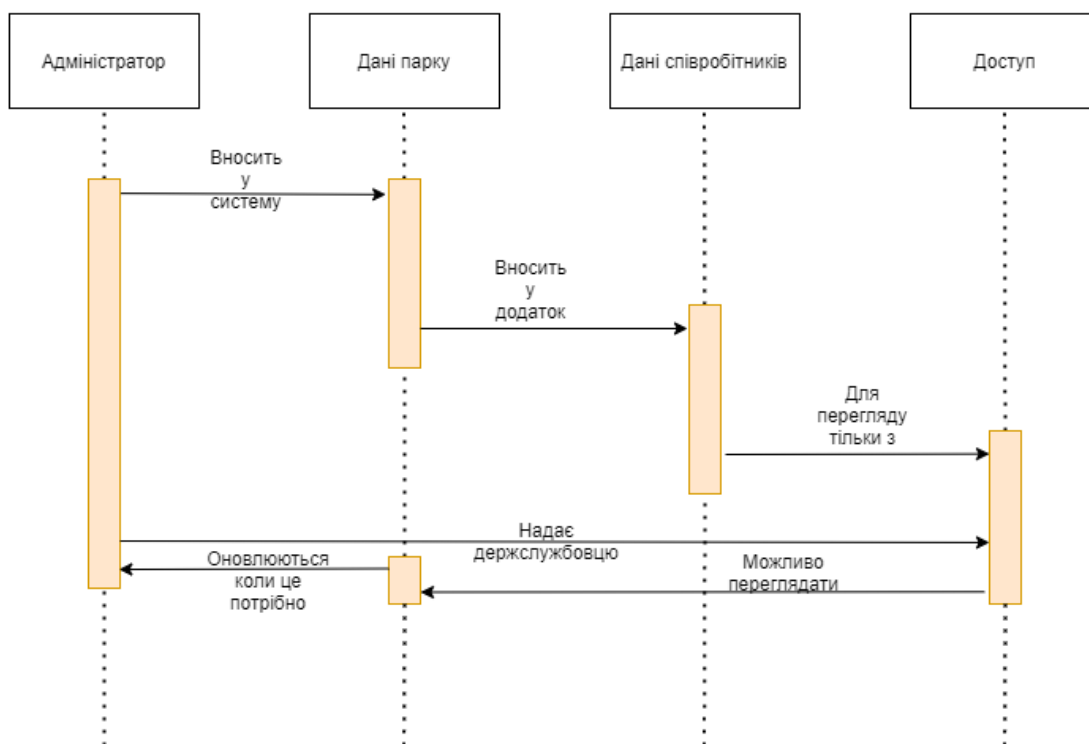 Адміністратор
Дані парку
Дані співробітників
Доступ
Вносить
у
систему
Вносить
у
додаток
Для
перегляду
тільки з
Надає
держслужбовцю
Оновлюються
коли це
потрібно
Можливо
переглядати